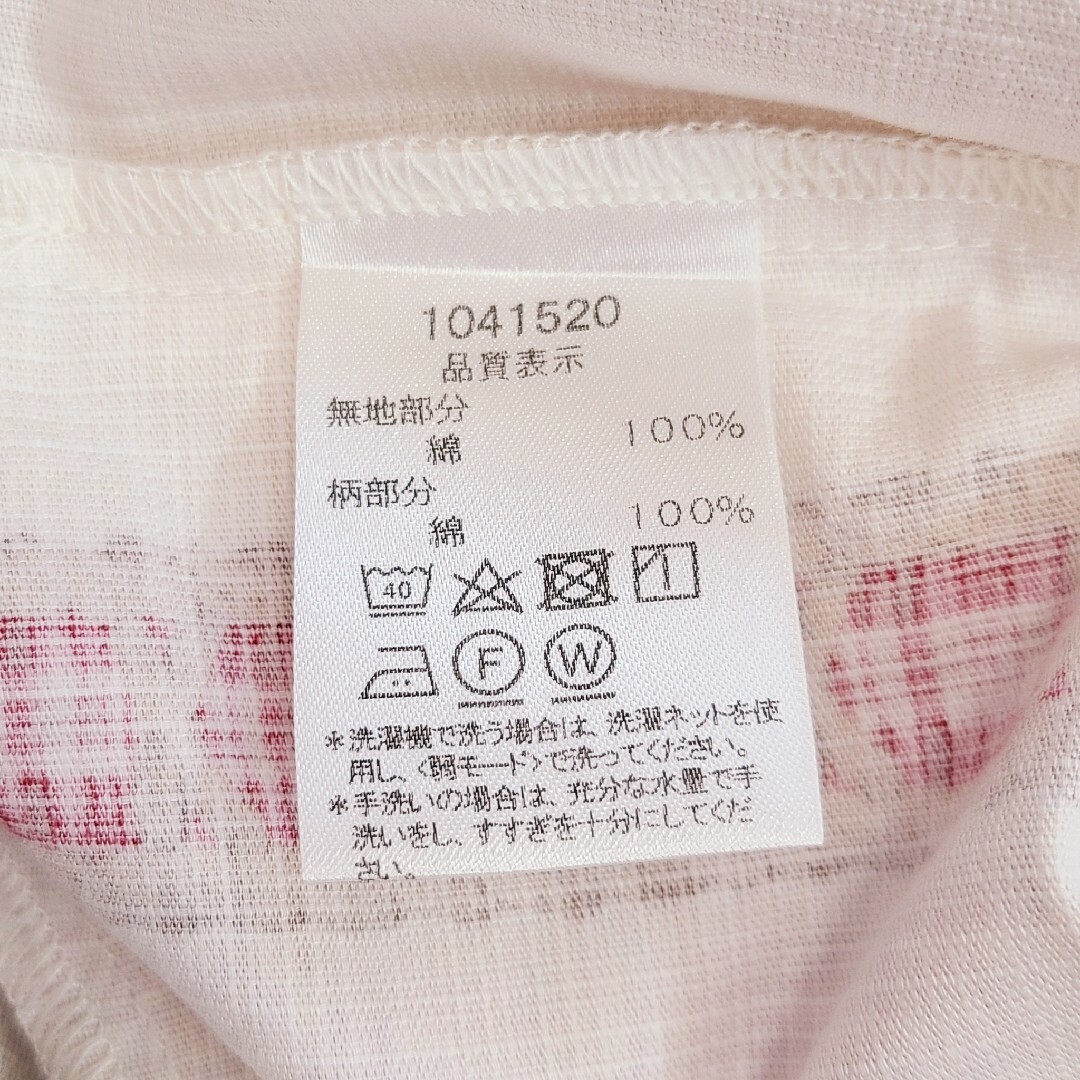 1041520
品質表示
無地部分
綿 100%
柄部分
綿 100%
40
F W
*洗濯機で洗う場合は、洗濯ネットを使
用し、〈弱モード〉で洗ってください。
*手洗いの場合は、充分な水量で手
洗いをし、すすぎを十分にしてくだ
さい。